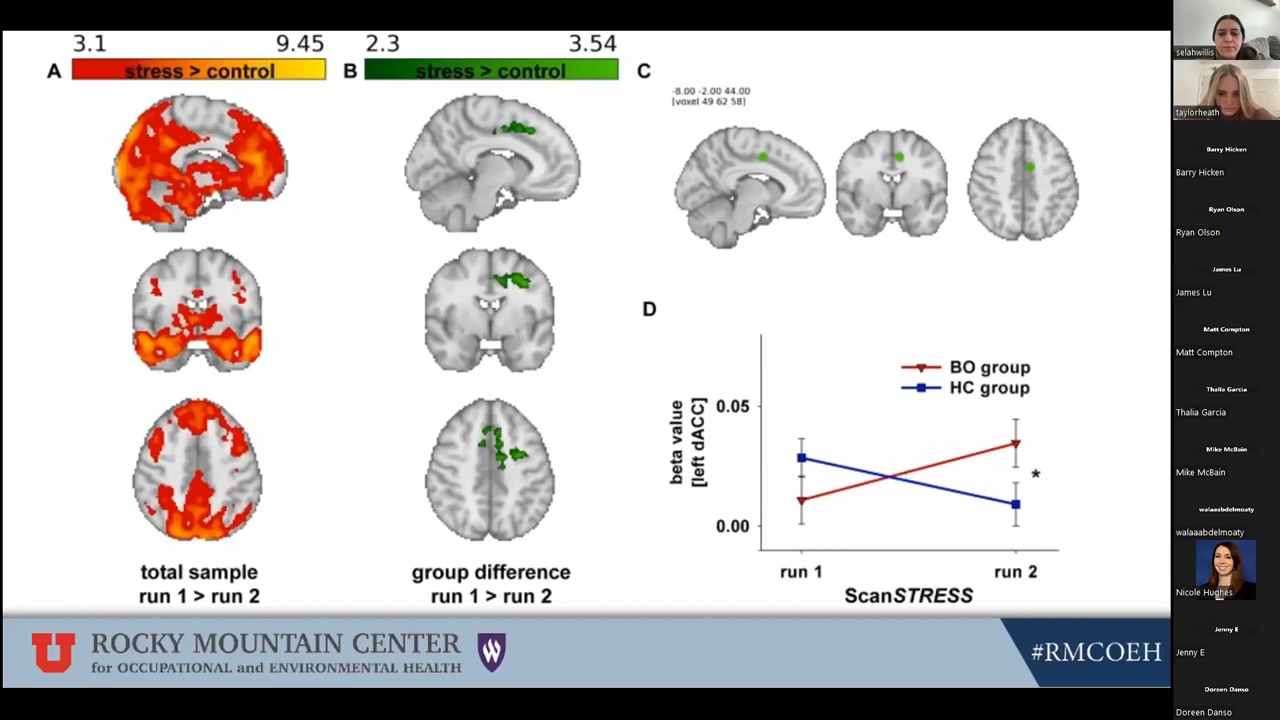 3.1 9.45
A stress > control
2.3 3.54
B stress > control
C
-8.00 -2.00 44.00
[voxel 49 62 58]
total sample
run 1 > run 2
group difference
run 1 > run 2
D
BO group
HC group
beta value
[left dACC]
0.05
0.00
*
run 1 run 2
ScanSTRESS
U ROCKY MOUNTAIN CENTER
for OCCUPATIONAL and ENVIRONMENTAL HEALTH
W
#RMCOEH
selahwillis
taylorheath
Barry Hicken
Barry Hicken
Ryan Olson
Ryan Olson
James Lu
James Lu
Matt Compton
Matt Compton
Thalia Garcia
Thalia Garcia
Mike McBain
Mike McBain
walaaabdelmoaty
walaaabdelmoaty
Nicole Hughes
Jenny E
Jenny E
Doreen Danso
Doreen Danso